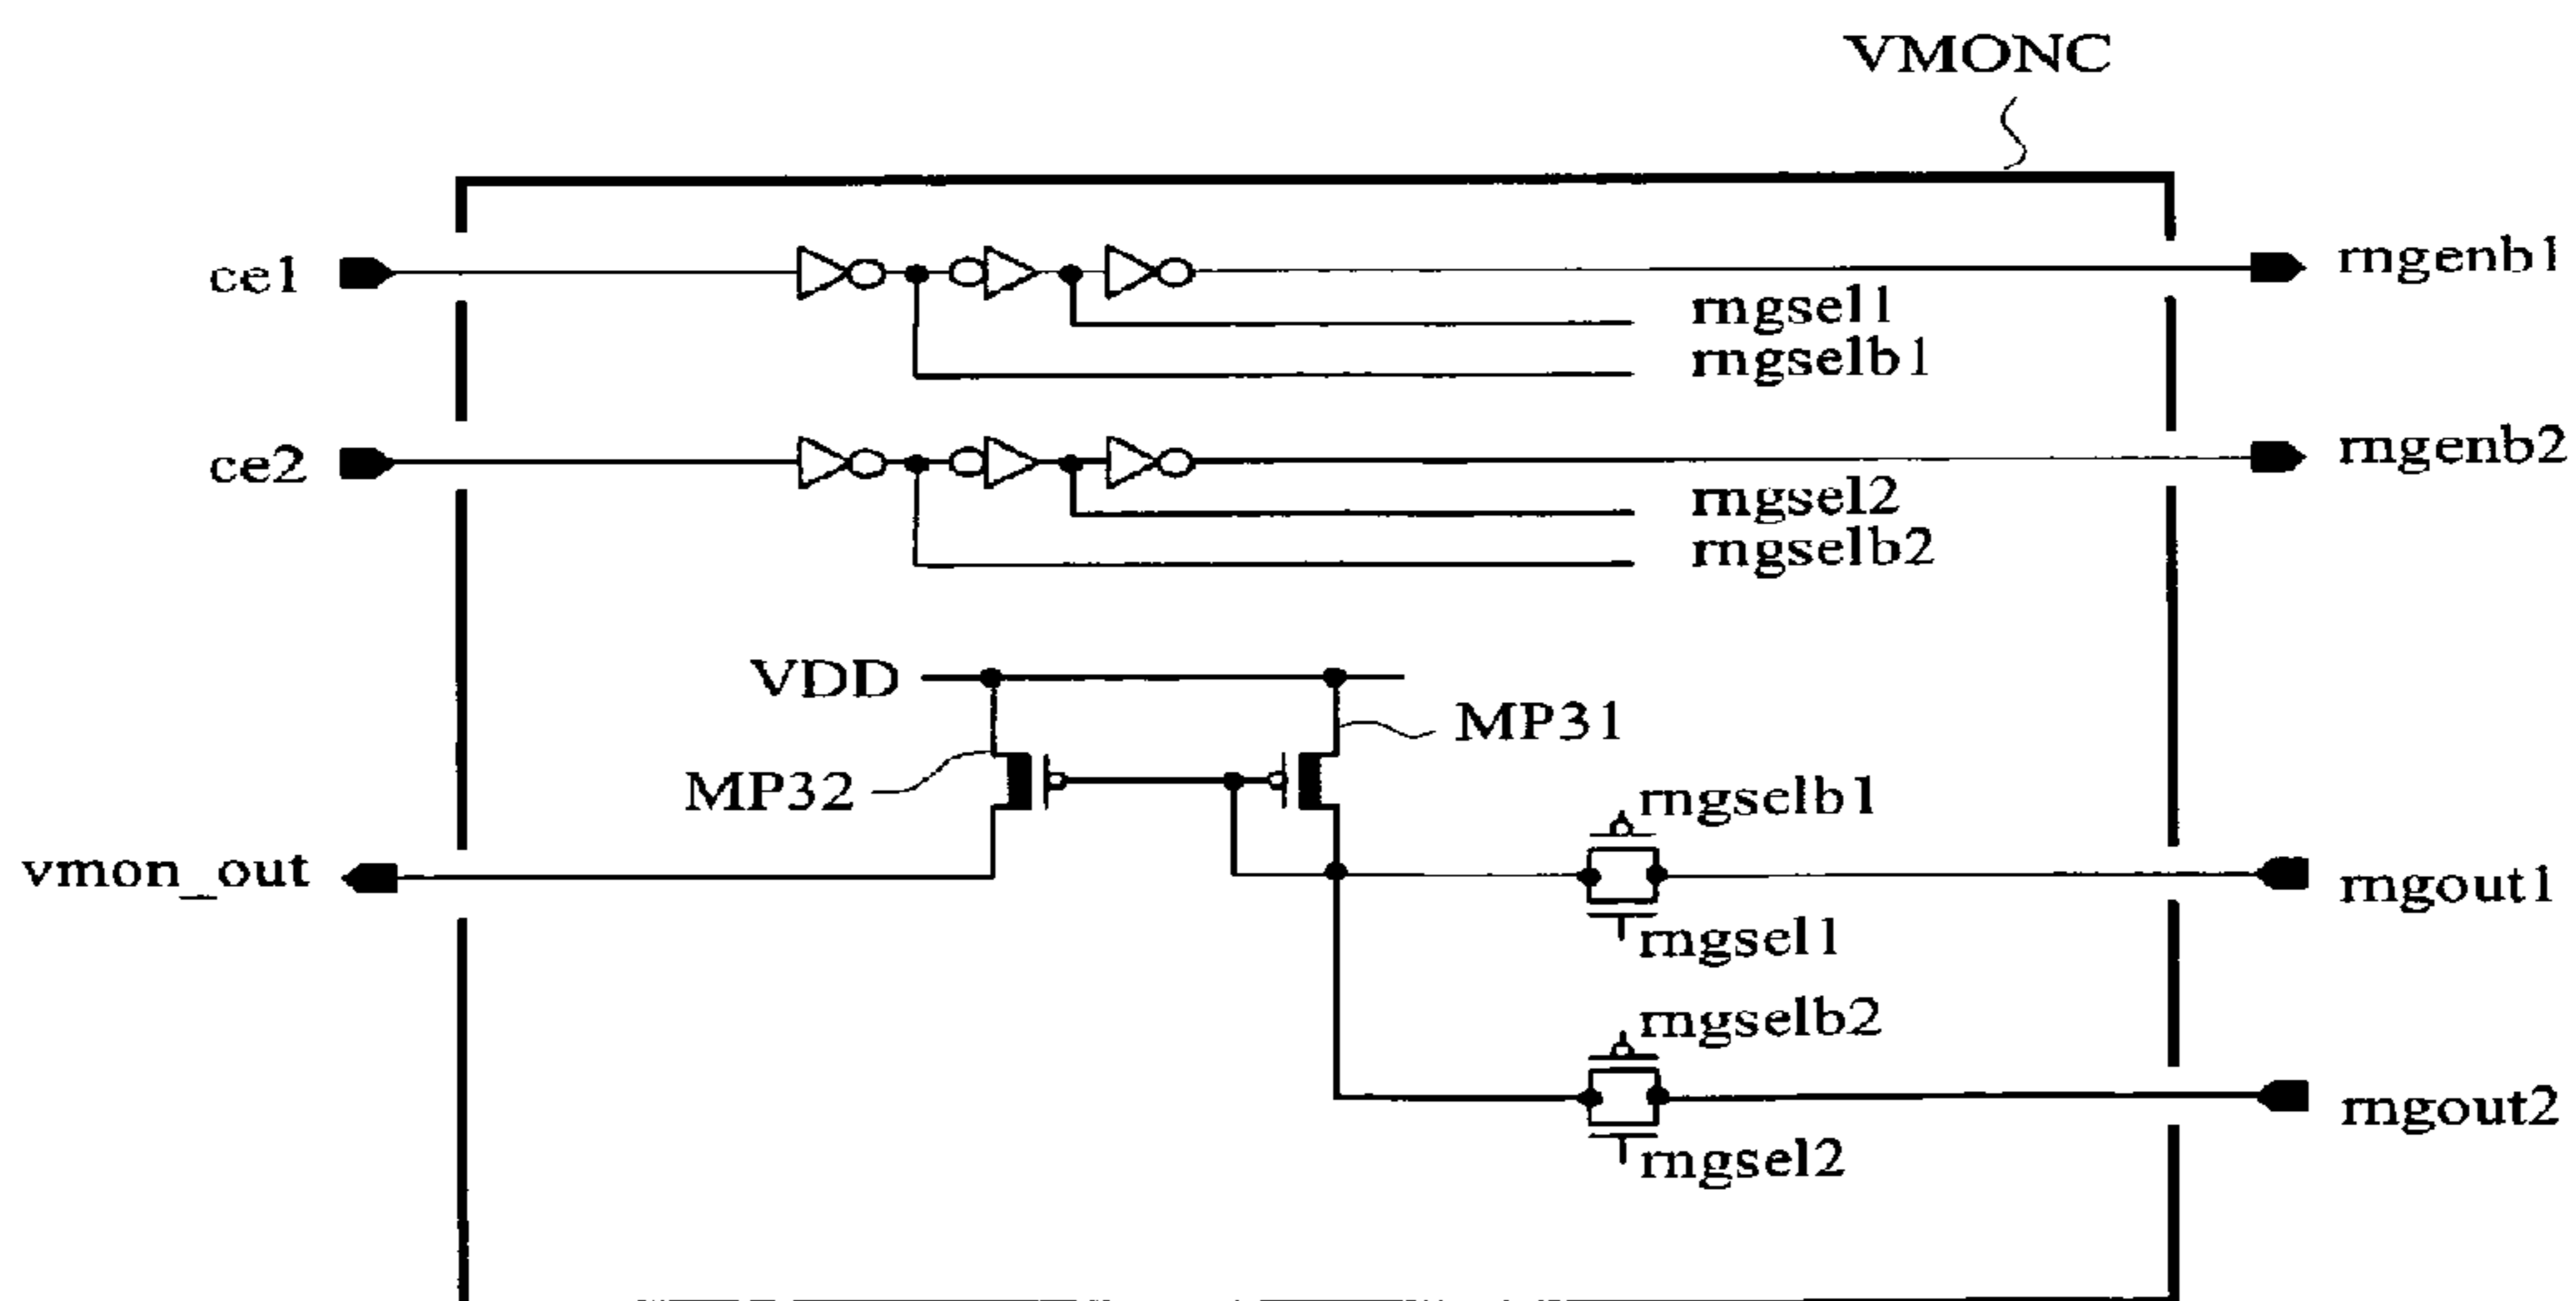 VMONC
ce1
rngenb1
rngsel1
rngselb1
ce2
rngenb2
rngsel2
rngselb2
VDD
MP31
MP32
rngselb1
vmon_out
rngout1
rngsel1
rngselb2
rngout2
rngsel2